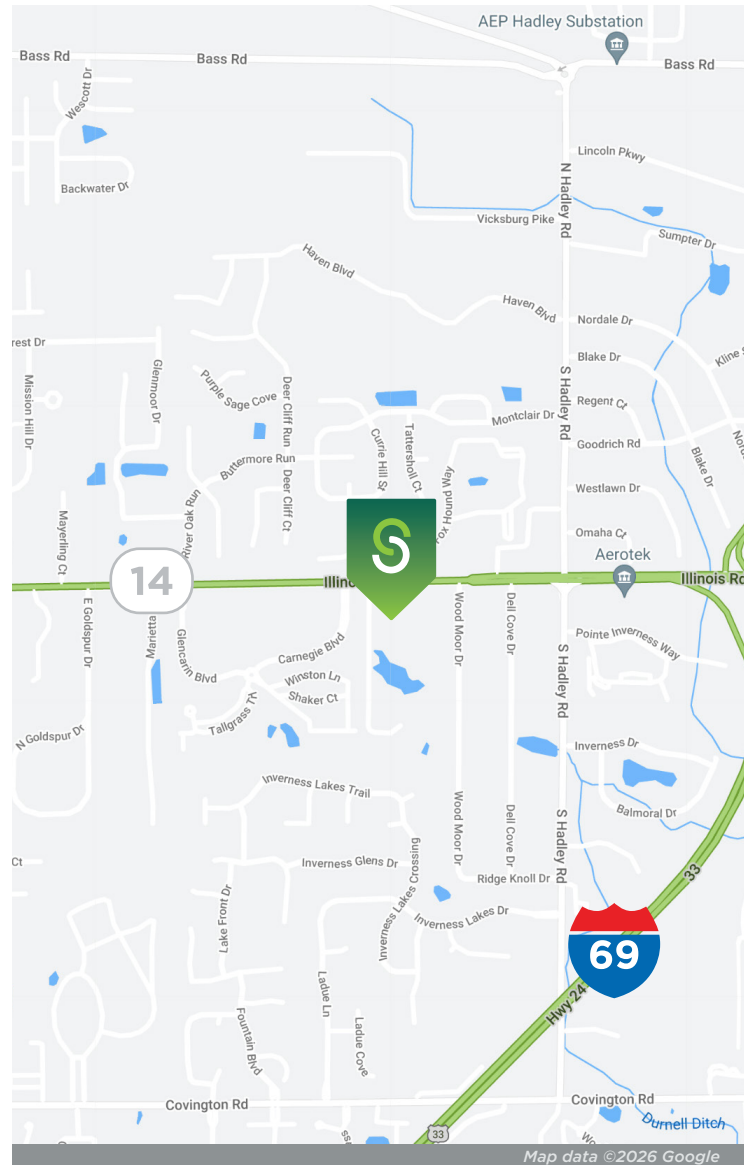 AEP Hadley Substation
Bass Rd
Bass Rd
Bass Rd
Wescott Dr
Backwater Dr
Lincoln Pkwy
N Hadley Rd
Vicksburg Pike
Sumpter Dr
Haven Blvd
Haven Blvd
Nordale Dr
rest Dr
Blake Dr
Kline S
Glenmoor Dr
Mission Hill Dr
Purple Sage Cove
Deer Cliff Run
S Hadley Rd
Regent Ct
Montclair Dr
Currie Hill St
Tattersholl Ct
Goodrich Rd
Buttermore Run
Blake Dr
Deer Cliff Ct
Fox Hound Way
Westlawn Dr
Mayerling Ct
River Oak Run
Omaha Ct
Aerotek
14
Illino
Illinois Rd
E Goldspur Dr
Marietta
Glencarin Blvd
Wood Moor Dr
Dell Cove Dr
Carnegie Blvd
Pointe Inverness Way
Winston Ln
Shaker Ct
S Hadley Rd
Tallgrass Trl
N Goldspur Dr
Inverness Dr
Inverness Lakes Trail
Wood Moor Dr
Dell Cove Dr
S Hadley Rd
Balmoral Dr
Ct
Inverness Glens Dr
Inverness Lakes Crossing
Ridge Knoll Dr
33
Lake Front Dr
Inverness Lakes Dr
69
Hwy 24
Ladue Ln
Fountain Blvd
Ladue Cove
Covington Rd
Covington Rd
Durnell Ditch
33
Map data ©2026 Google